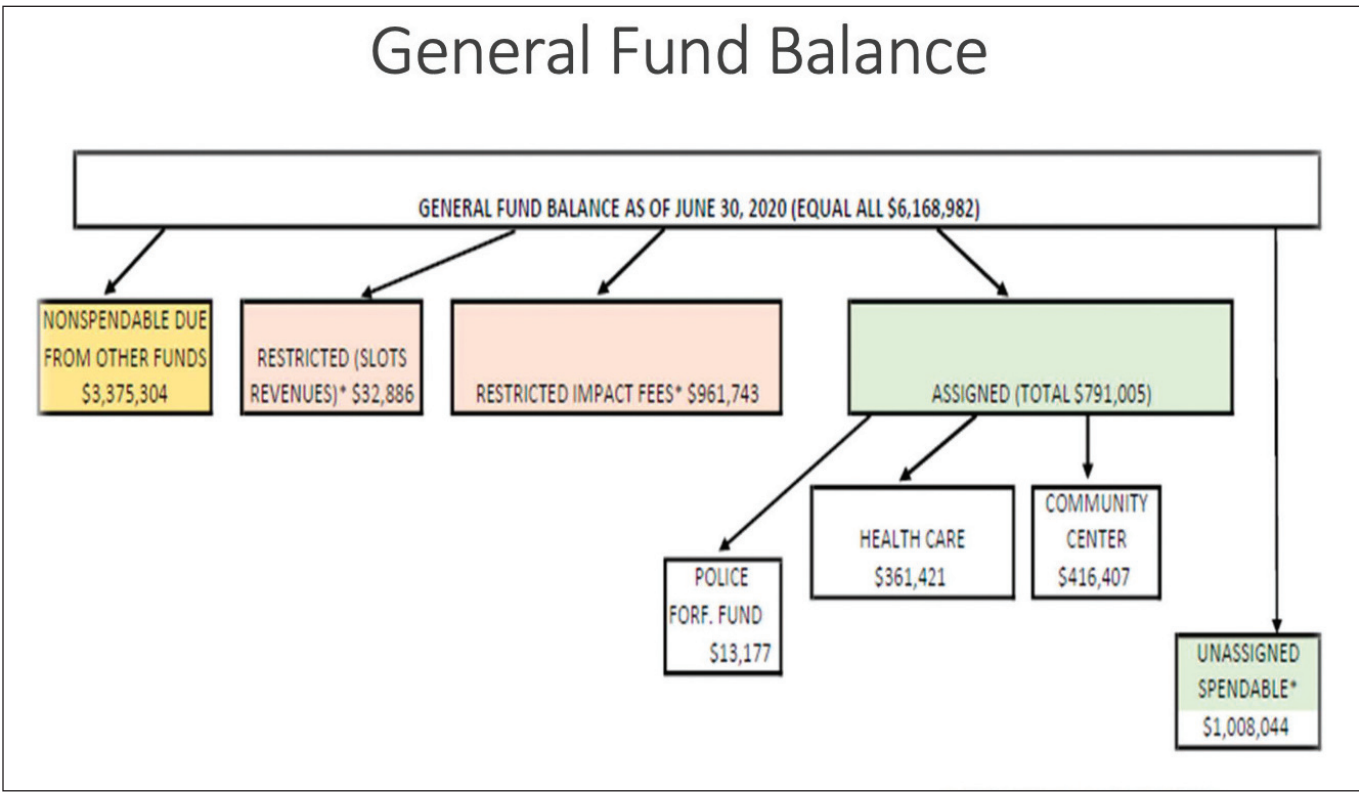 General Fund Balance
GENERAL FUND BALANCE AS OF JUNE 30, 2020 (EQUAL ALL $6,168,982)
NONSPENDABLE DUE
FROM OTHER FUNDS
$3,375,304
RESTRICTED (SLOTS
REVENUES)* $32,886
RESTRICTED IMPACT FEES* $961,743
ASSIGNED (TOTAL $791,005)
POLICE
FORF. FUND
$13,177
HEALTH CARE
$361,421
COMMUNITY
CENTER
$416,407
UNASSIGNED
SPENDABLE*
$1,008,044